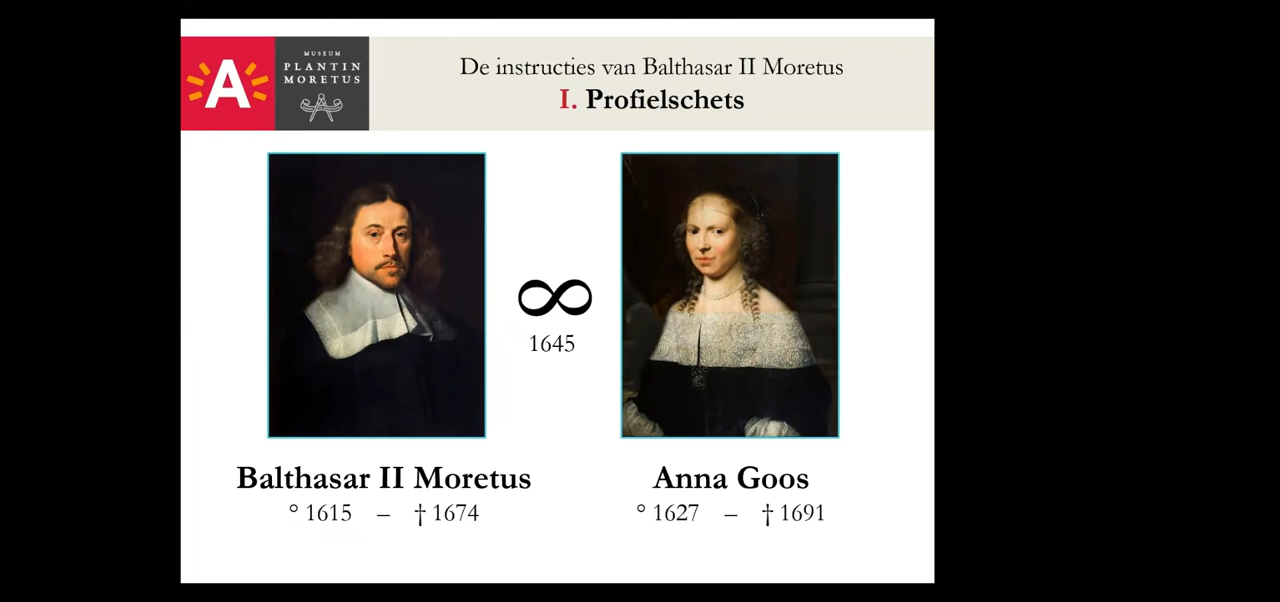 A
MUSEUM
PLANTIN
MORETUS
De instructies van Balthasar II Moretus
I. Profielschets
∞
1645
Balthasar II Moretus
° 1615 – † 1674
Anna Goos
° 1627 – † 1691